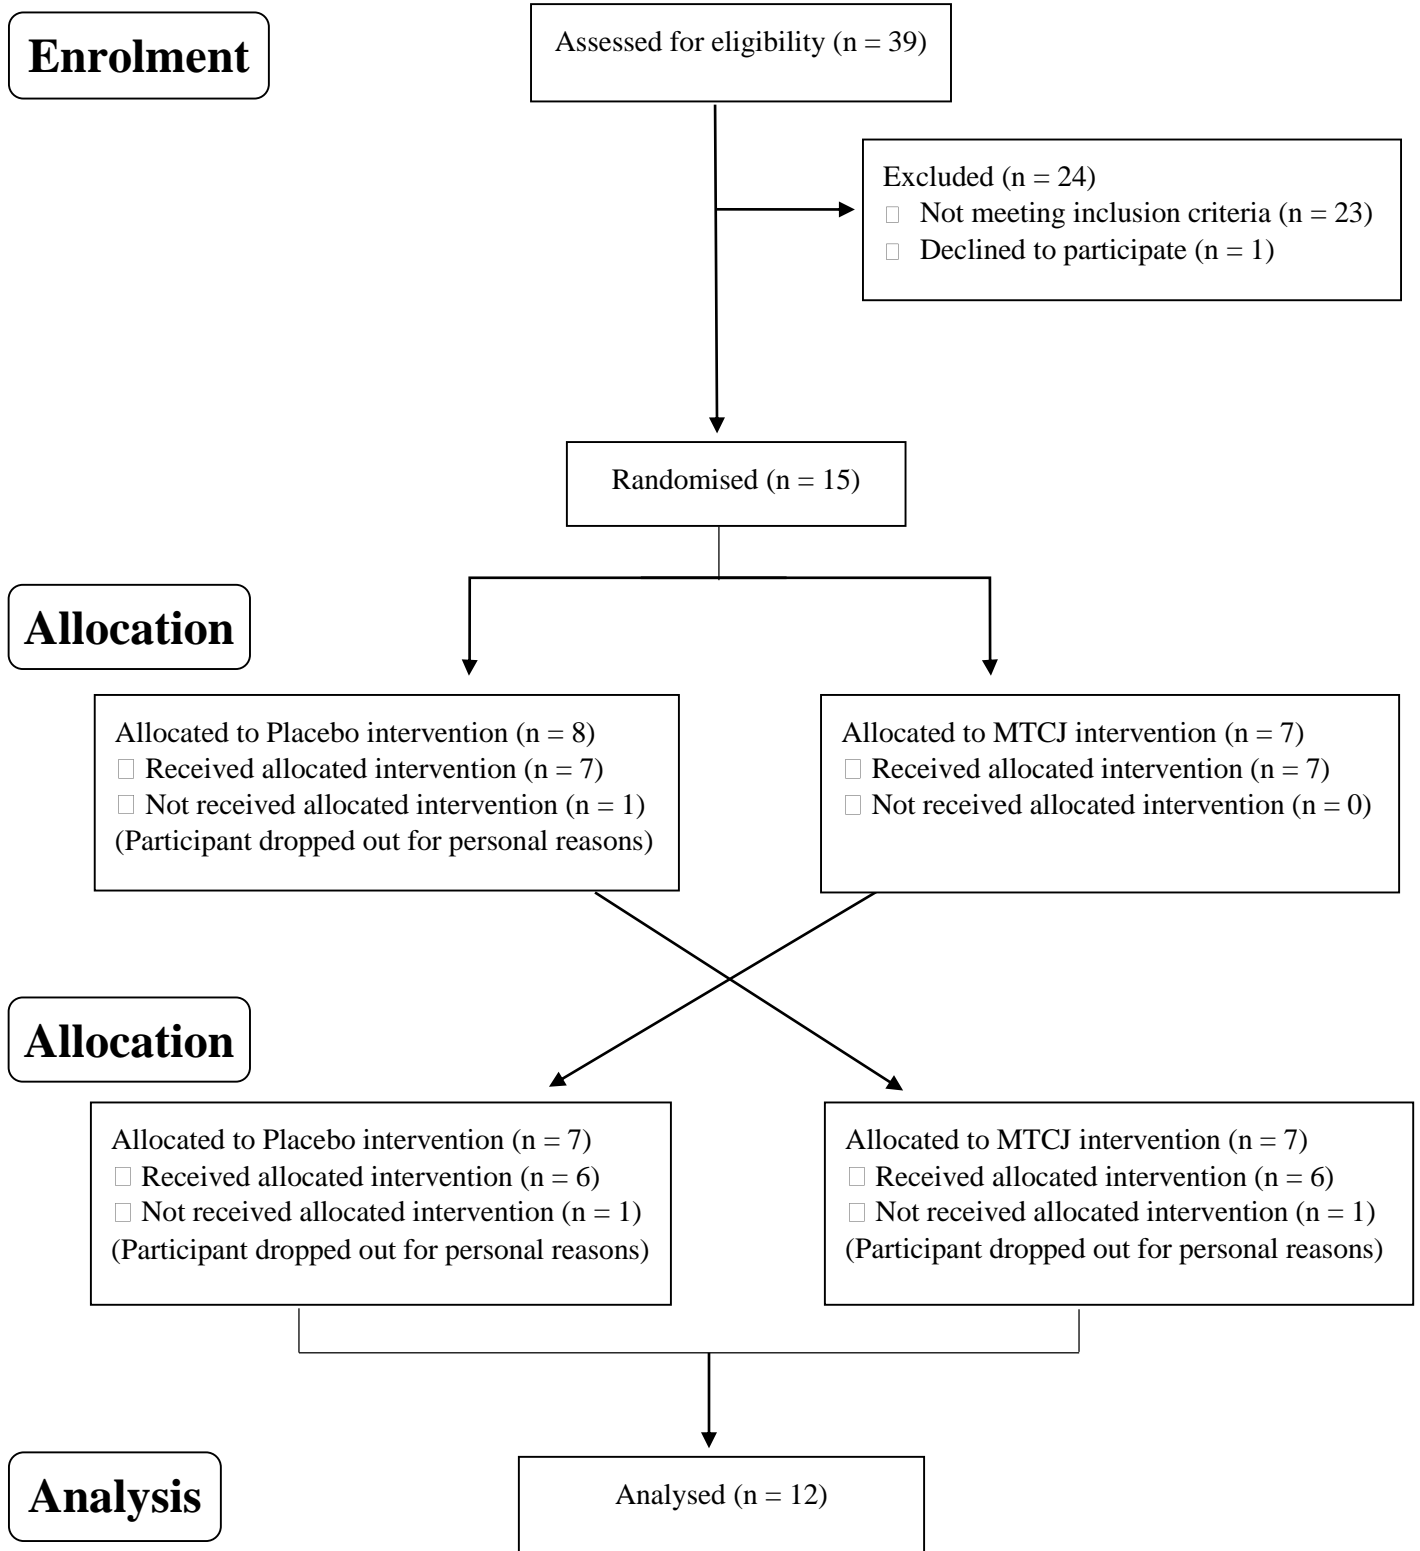 Enrolment
Assessed for eligibility (n = 39)
Excluded (n = 24)
Not meeting inclusion criteria (n = 23)
Declined to participate (n = 1)
Randomised (n = 15)
Allocation
Allocated to Placebo intervention (n = 8)
Received allocated intervention (n = 7)
Not received allocated intervention (n = 1)
(Participant dropped out for personal reasons)
Allocated to MTCJ intervention (n = 7)
Received allocated intervention (n = 7)
Not received allocated intervention (n = 0)
Allocation
Allocated to Placebo intervention (n = 7)
Received allocated intervention (n = 6)
Not received allocated intervention (n = 1)
(Participant dropped out for personal reasons)
Allocated to MTCJ intervention (n = 7)
Received allocated intervention (n = 6)
Not received allocated intervention (n = 1)
(Participant dropped out for personal reasons)
Analysis
Analysed (n = 12)